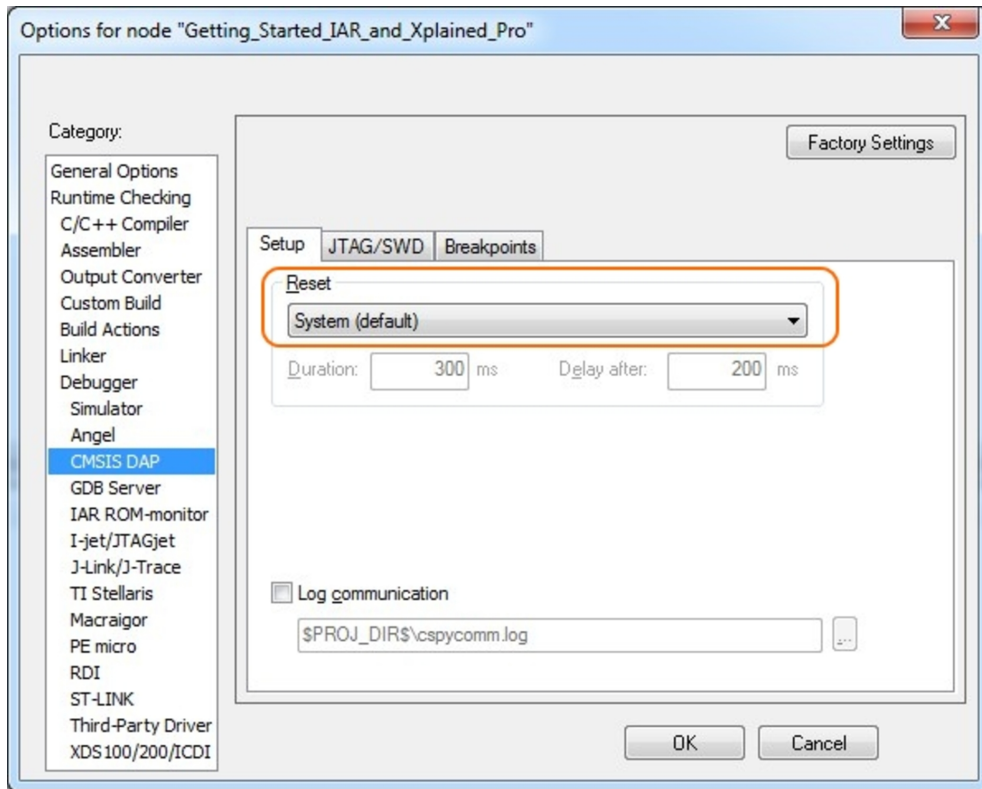 Options for node "Getting_Started_IAR_and_Xplained_Pro"
Category:
General Options
Runtime Checking
C/C++ Compiler
Assembler
Output Converter
Custom Build
Build Actions
Linker
Debugger
Simulator
Angel
CMSIS DAP
GDB Server
IAR ROM-monitor
I-jet/JTAGjet
J-Link/J-Trace
TI Stellaris
Macraigor
PE micro
RDI
ST-LINK
Third-Party Driver
XDS100/200/ICDI
Factory Settings
Setup JTAG/SWD Breakpoints
Reset
System (default)
Duration: 300 ms Delay after: 200 ms
Log communication
$PROJ_DIR$\cspycomm.log
...
OK Cancel